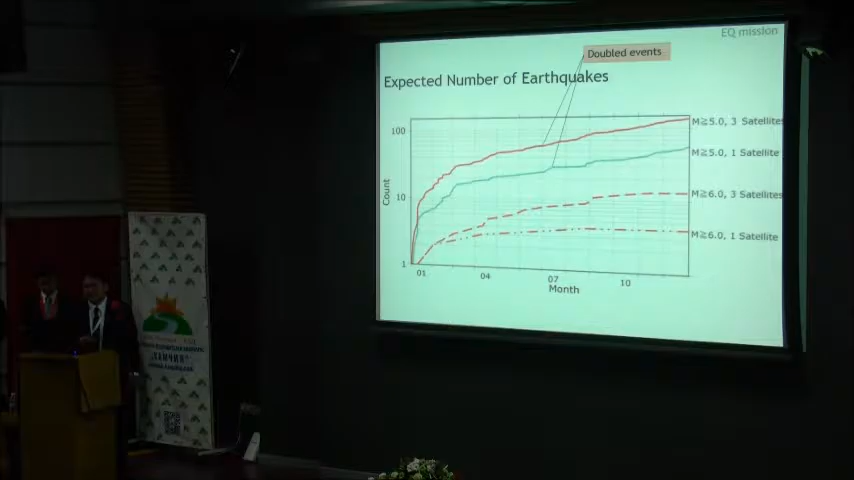 EQ mission
Doubled events
Expected Number of Earthquakes
100
10
1
Count
M≧5.0, 3 Satellites
M≧5.0, 1 Satellite
M≧6.0, 3 Satellites
M≧6.0, 1 Satellite
01
04
07
10
Month